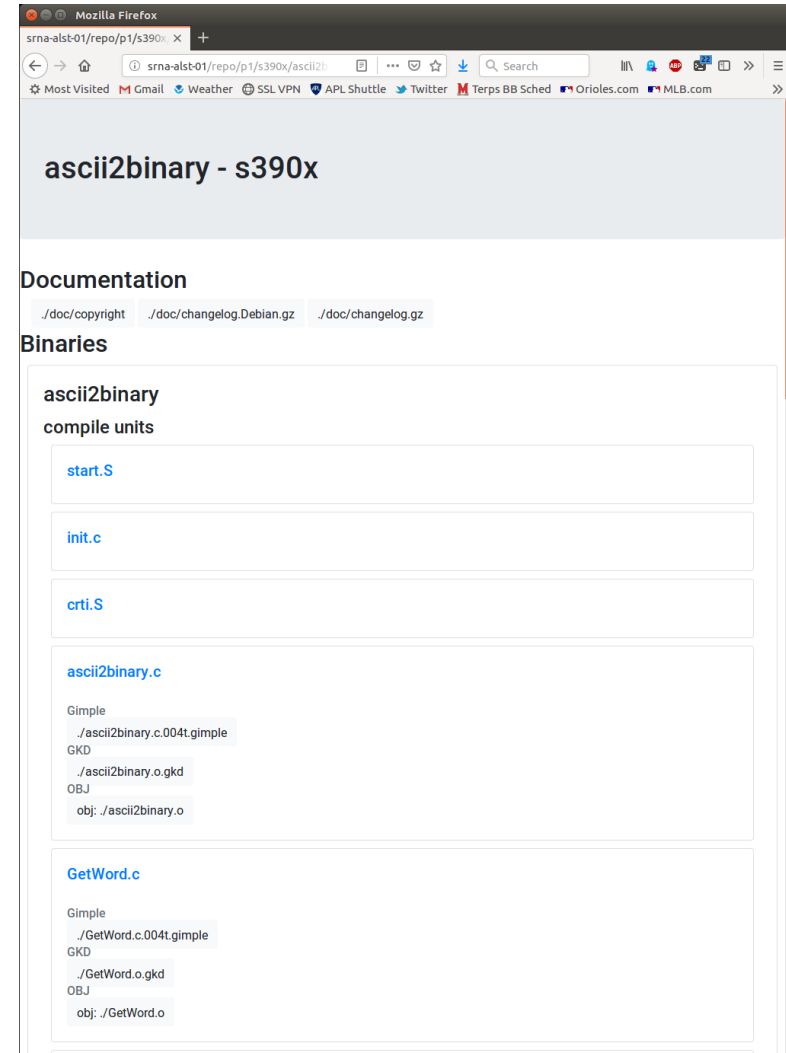 Mozilla Firefox
srna-alst-01/repo/p1/s390x
srna-alst-01/repo/p1/s390x/ascii2b
Search
22
ABP
Most Visited Gmail Weather SSL VPN APL Shuttle Twitter Terps BB Sched Orioles.com MLB.com
ascii2binary - s390x
Documentation
./doc/copyright ./doc/changelog.Debian.gz ./doc/changelog.gz
Binaries
ascii2binary
compile units
start.S
init.c
crti.S
ascii2binary.c
Gimple
./ascii2binary.c.004t.gimple
GKD
./ascii2binary.o.gkd
OBJ
obj: ./ascii2binary.o
GetWord.c
Gimple
./GetWord.c.004t.gimple
GKD
./GetWord.o.gkd
OBJ
obj: ./GetWord.o